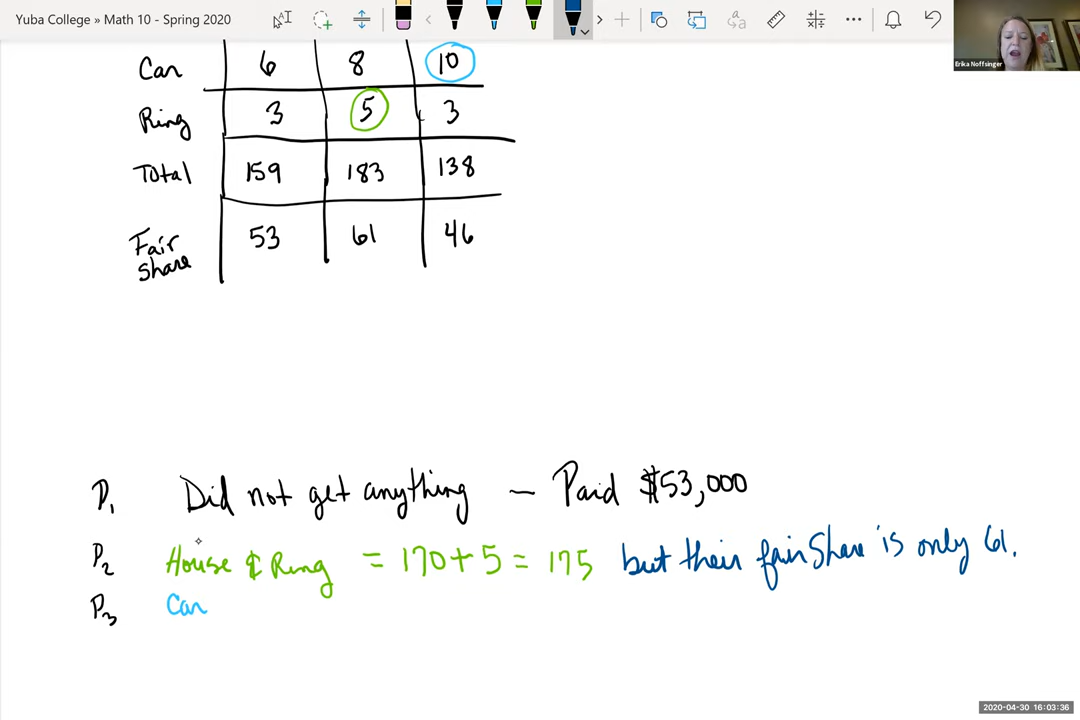 Yuba College » Math 10 - Spring 2020
Erika Noffsinger
Car 6 8 10
Ring 3 5 3
Total 159 183 138
Fair share 53 61 46
P1 Did not get anything — Paid $53,000
P2 House & Ring = 170 + 5 = 175 but their fair share is only 61.
P3 Car
2020-04-30 16:03:36